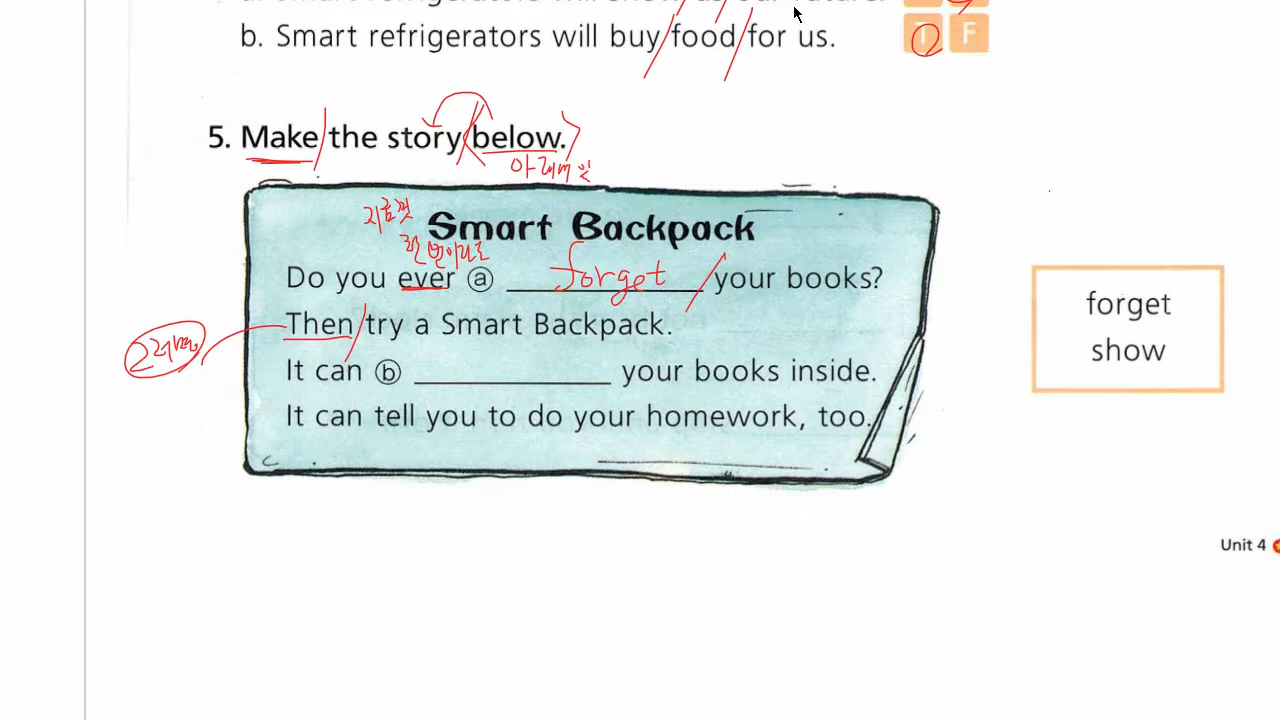 b. Smart refrigerators will buy food for us.
T F
5. Make the story below.
아래에 있
지금껏
Smart Backpack
한번이라도
Do you ever ⓐ forget your books?
Then try a Smart Backpack.
그러면
It can ⓑ ____________ your books inside.
It can tell you to do your homework, too.
forget
show
Unit 4